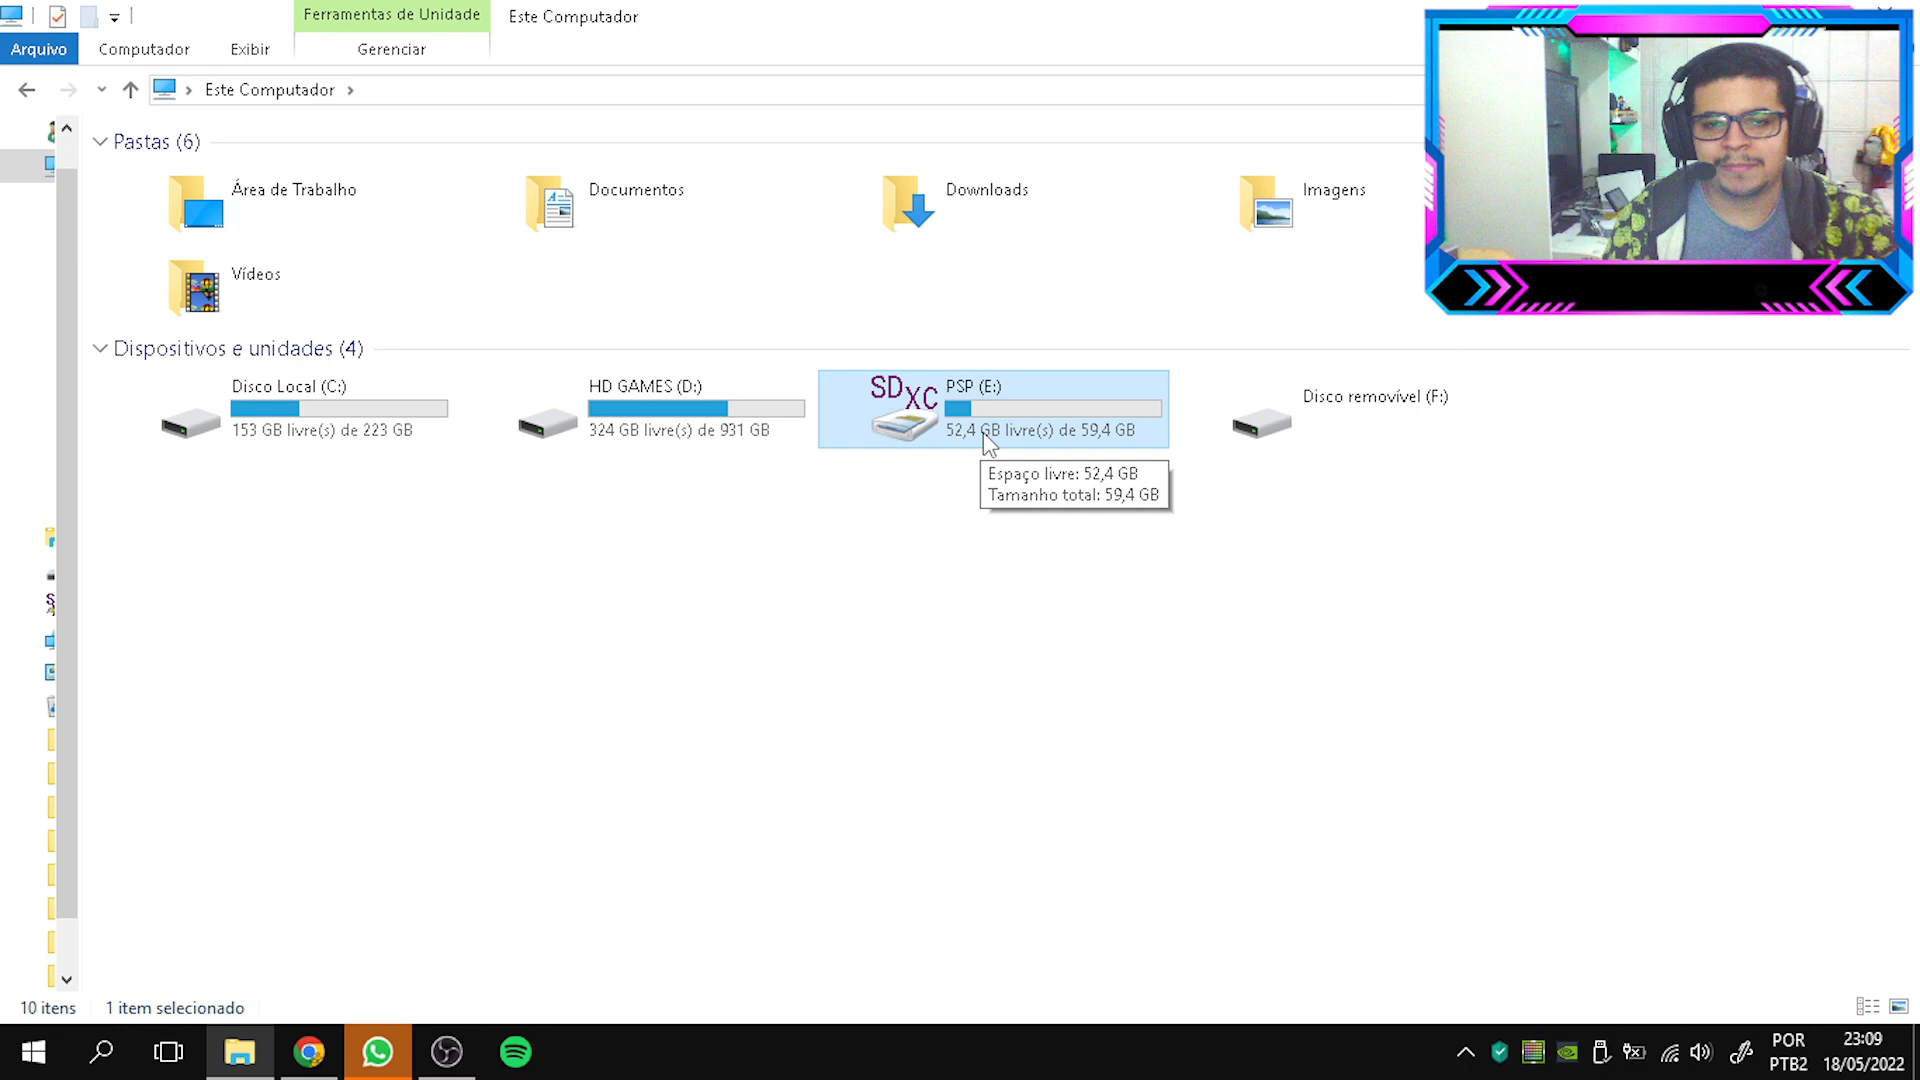 Ferramentas de Unidade
Este Computador
Arquivo
Computador
Exibir
Gerenciar
Este Computador
Pastas (6)
Área de Trabalho
Documentos
Downloads
Imagens
Vídeos
Dispositivos e unidades (4)
Disco Local (C:)
153 GB livre(s) de 223 GB
HD GAMES (D:)
324 GB livre(s) de 931 GB
SDXC
PSP (E:)
52,4 GB livre(s) de 59,4 GB
Disco removível (F:)
Espaço livre: 52,4 GB
Tamanho total: 59,4 GB
10 itens
1 item selecionado
POR
PTB2
23:09
18/05/2022